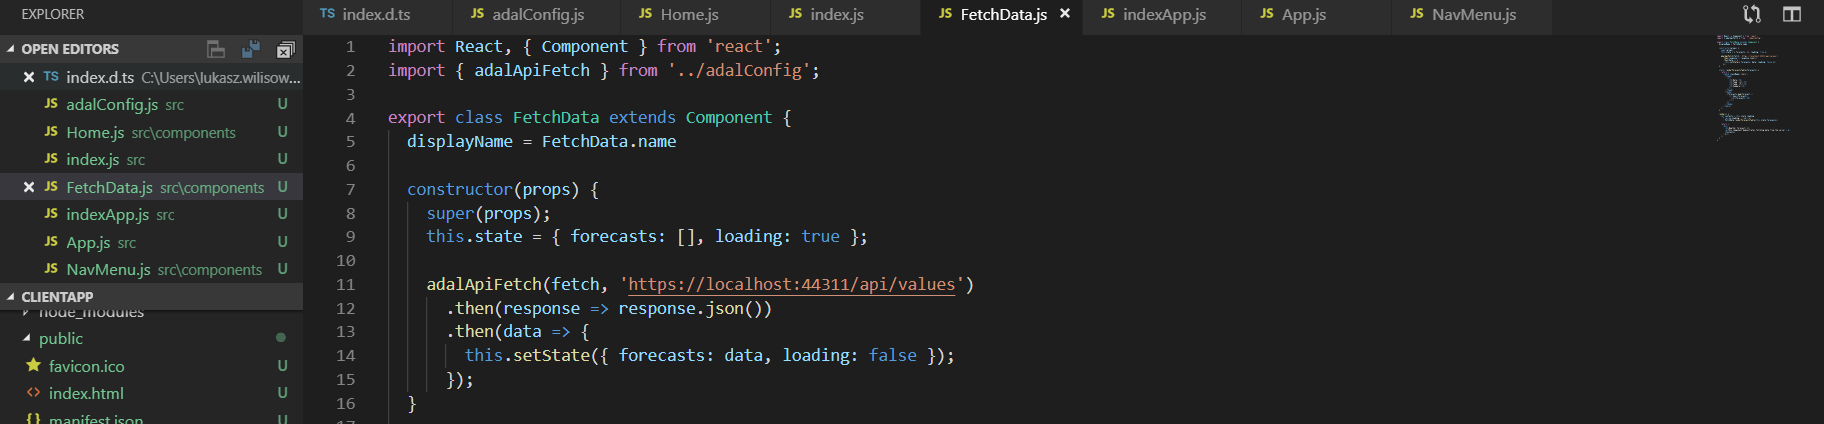 EXPLORER
OPEN EDITORS
TS index.d.ts C:\Users\lukasz.wilisow...
JS adalConfig.js src U
JS Home.js src\components U
JS index.js src U
JS FetchData.js src\components U
JS indexApp.js src U
JS App.js src U
JS NavMenu.js src\components U
CLIENTAPP
node_modules
public
favicon.ico U
<> index.html U
{} manifest.json U
TS index.d.ts JS adalConfig.js JS Home.js JS index.js JS FetchData.js JS indexApp.js JS App.js JS NavMenu.js
1 import React, { Component } from 'react';
2 import { adalApiFetch } from '../adalConfig';
3
4 export class FetchData extends Component {
5 displayName = FetchData.name
6
7 constructor(props) {
8 super(props);
9 this.state = { forecasts: [], loading: true };
10
11 adalApiFetch(fetch, 'https://localhost:44311/api/values')
12 .then(response => response.json())
13 .then(data => {
14 this.setState({ forecasts: data, loading: false });
15 });
16 }
17